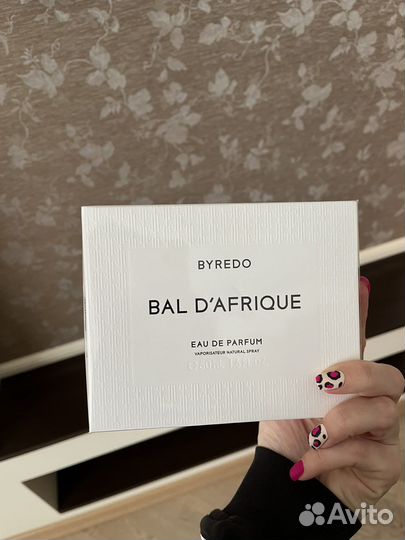 BYREDO
BAL D'AFRIQUE
EAU DE PARFUM
VAPORISATEUR NATURAL SPRAY
Avito